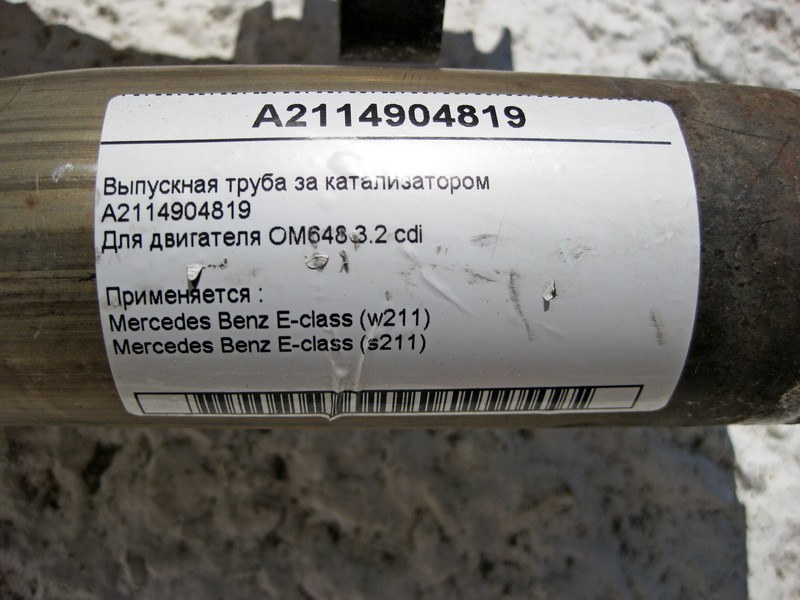 A2114904819
Выпускная труба за катализатором
A2114904819
Для двигателя OM648 3.2 cdi
Применяется :
Mercedes Benz E-class (w211)
Mercedes Benz E-class (s211)